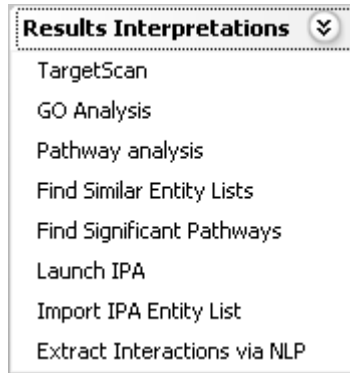 Results Interpretations
TargetScan
GO Analysis
Pathway analysis
Find Similar Entity Lists
Find Significant Pathways
Launch IPA
Import IPA Entity List
Extract Interactions via NLP